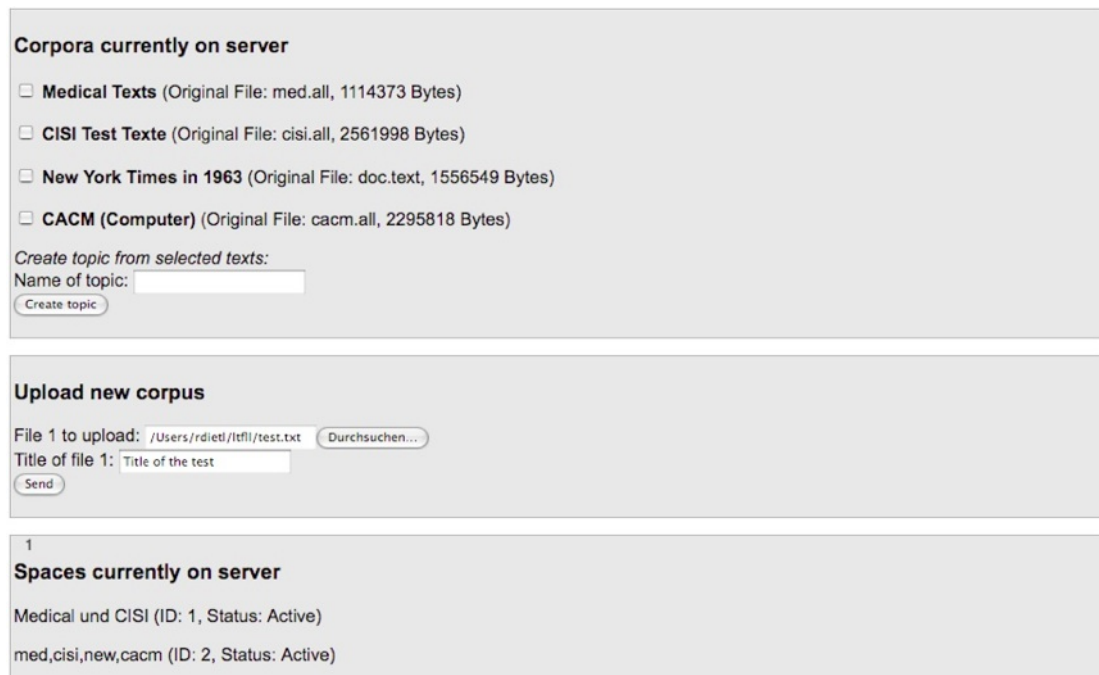 Corpora currently on server
Medical Texts (Original File: med.all, 1114373 Bytes)
CISI Test Texte (Original File: cisi.all, 2561998 Bytes)
New York Times in 1963 (Original File: doc.text, 1556549 Bytes)
CACM (Computer) (Original File: cacm.all, 2295818 Bytes)
Create topic from selected texts:
Name of topic:
Create topic
Upload new corpus
File 1 to upload: /Users/rdietl/ltfll/test.txt Durchsuchen...
Title of file 1: Title of the test
Send
1
Spaces currently on server
Medical und CISI (ID: 1, Status: Active)
med,cisi,new,cacm (ID: 2, Status: Active)